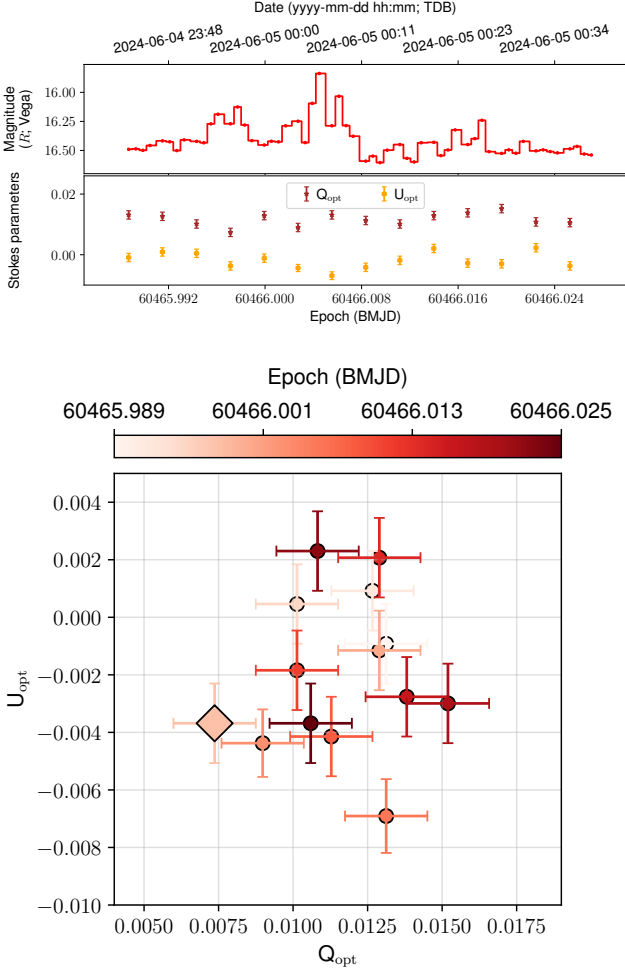 Date (yyyy-mm-dd hh:mm; TDB)
2024-06-04 23:48 2024-06-05 00:00 2024-06-05 00:11 2024-06-05 00:23 2024-06-05 00:34
Magnitude
(R; Vega)
16.00
16.25
16.50
Stokes parameters
0.02
0.00
Q_opt U_opt
60465.992 60466.000 60466.008 60466.016 60466.024
Epoch (BMJD)
Epoch (BMJD)
60465.989 60466.001 60466.013 60466.025
U_opt
0.004
0.002
0.000
−0.002
−0.004
−0.006
−0.008
−0.010
0.0050 0.0075 0.0100 0.0125 0.0150 0.0175
Q_opt